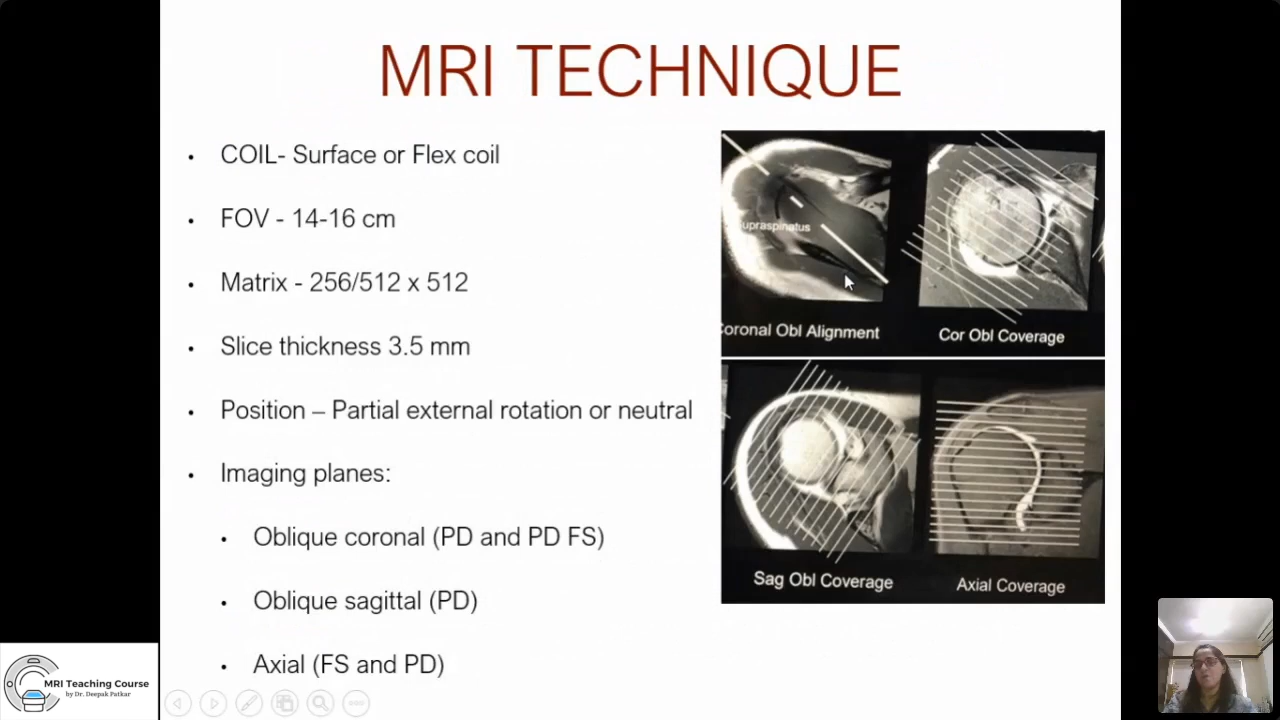 MRI TECHNIQUE
• COIL- Surface or Flex coil
• FOV - 14-16 cm
• Matrix - 256/512 x 512
• Slice thickness 3.5 mm
• Position – Partial external rotation or neutral
• Imaging planes:
• Oblique coronal (PD and PD FS)
• Oblique sagittal (PD)
• Axial (FS and PD)
upraspinatus
oronal Obl Alignment
Cor Obl Coverage
Sag Obl Coverage
Axial Coverage
MRI Teaching Course
by Dr. Deepak Patkar